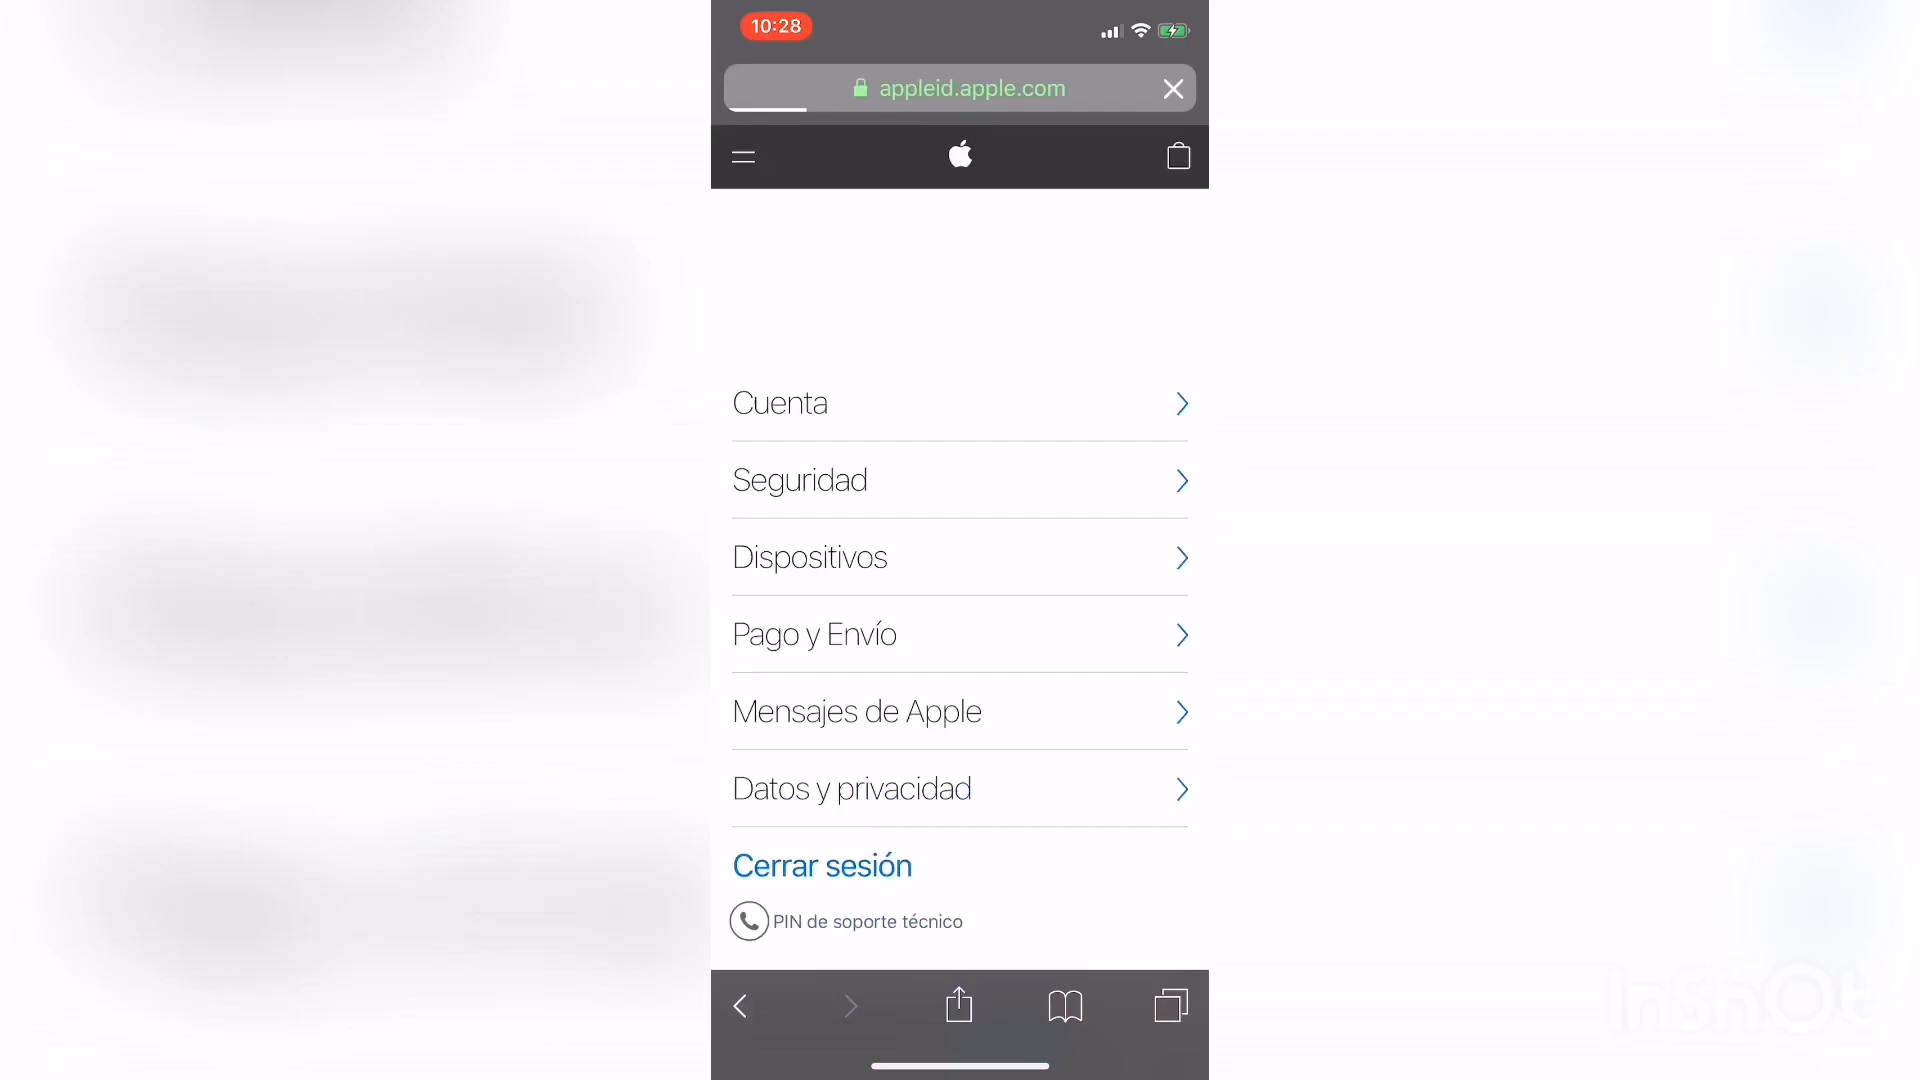 10:28
appleid.apple.com
Cuenta
Seguridad
Dispositivos
Pago y Envío
Mensajes de Apple
Datos y privacidad
Cerrar sesión
PIN de soporte técnico
InShOt